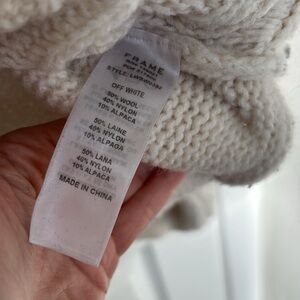 FRAME
OFF WHITE
50% WOOL
40% NYLON
10% ALPACA
50% LAINE
40% NYLON
10% ALPAGA
50% LANA
40% NYLON
10% ALPACA
MADE IN CHINA